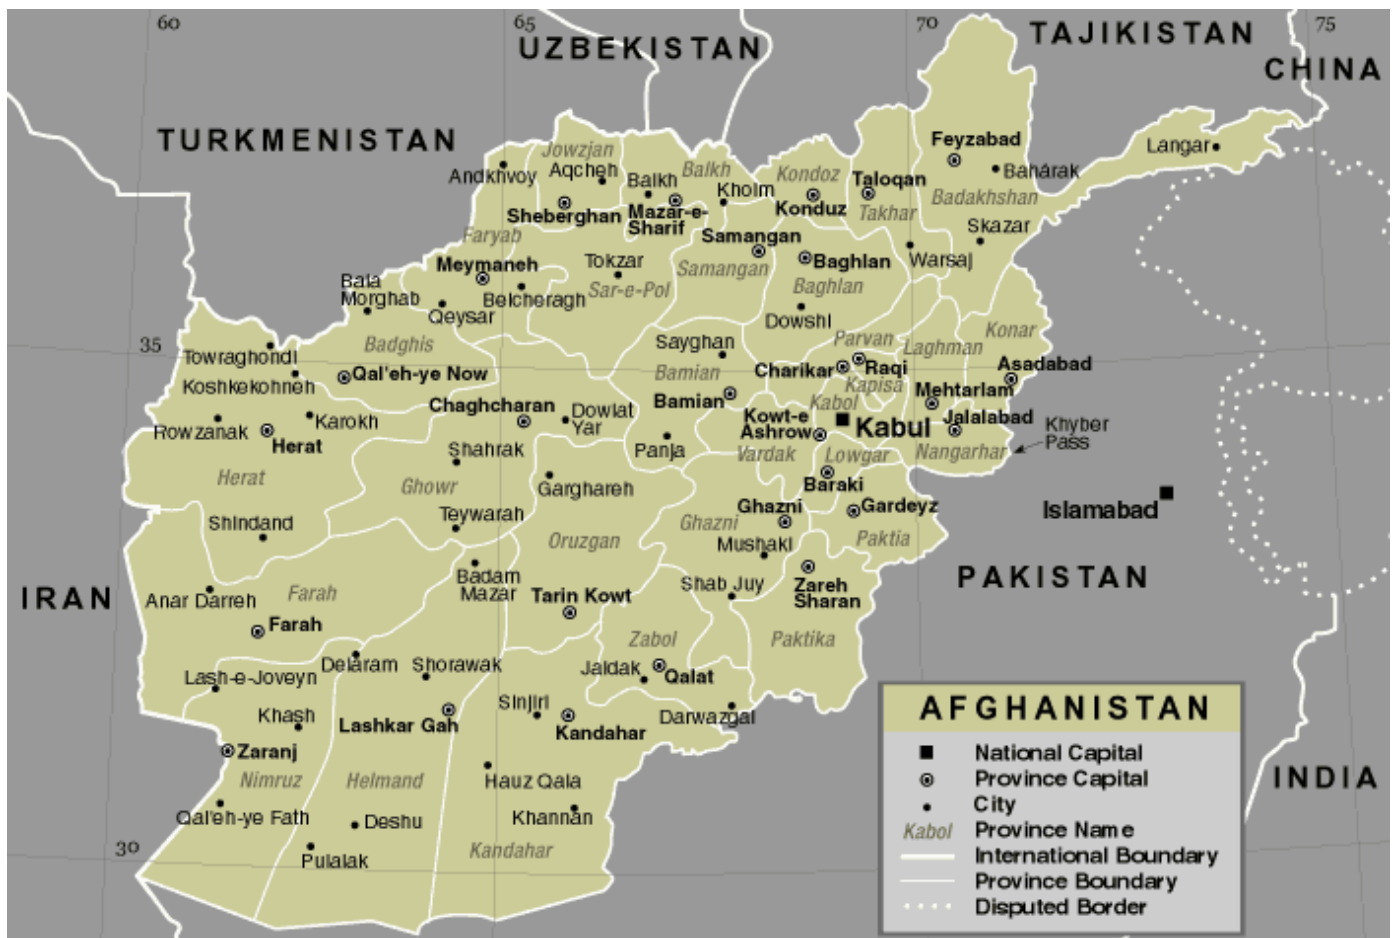 60
65
70
75
UZBEKISTAN
TAJIKISTAN
CHINA
TURKMENISTAN
Feyzabad
Langar
Jowzjan
Andkhvoy
Aqcheh
Balkh
Balkh
Kholm
Kondoz
Taloqan
Bahárak
Badakhshan
Sheberghan
Mazar-e-
Sharif
Konduz
Takhar
Skazar
Faryab
Samangan
Meymaneh
Tokzar
Samangan
Baghlan
Warsaj
Bala
Morghab
Belcheragh
Sar-e-Pol
Baghlan
Qeysar
Dowshi
Badghis
Parvan
Konar
35
Towraghondi
Sayghan
Laghman
Koshkekohneh
Qal'eh-ye Now
Bamian
Charikar
Raqi
Asadabad
Kapisa
Mehtarlam
Chaghcharan
Dowlat
Yar
Bamian
Kabol
Rowzanak
Karokh
Kowt-e
Ashrow
Kabul
Jalalabad
Khyber
Pass
Herat
Shahrak
Panja
Vardak
Lowgar
Nangarhar
Herat
Ghowr
Garghareh
Baraki
Shindand
Teywarah
Ghazni
Ghazni
Gardeyz
Islamabad
Oruzgan
Mushaki
Paktia
IRAN
Anar Darreh
Farah
Badam
Mazar
Tarin Kowt
Shab Juy
Zareh
Sharan
PAKISTAN
Farah
Zabol
Paktika
Delaram
Shorawak
Jaldak
Qalat
Lash-e-Joveyn
Khash
Lashkar Gah
Sinjiri
Kandahar
Darwazgai
Zaranj
Nimruz
Helmand
Hauz Qala
Qal'eh-ye Fath
Deshu
Khannan
30
Pulalak
Kandahar
INDIA
AFGHANISTAN
National Capital
Province Capital
City
Kabol
Province Name
International Boundary
Province Boundary
Disputed Border